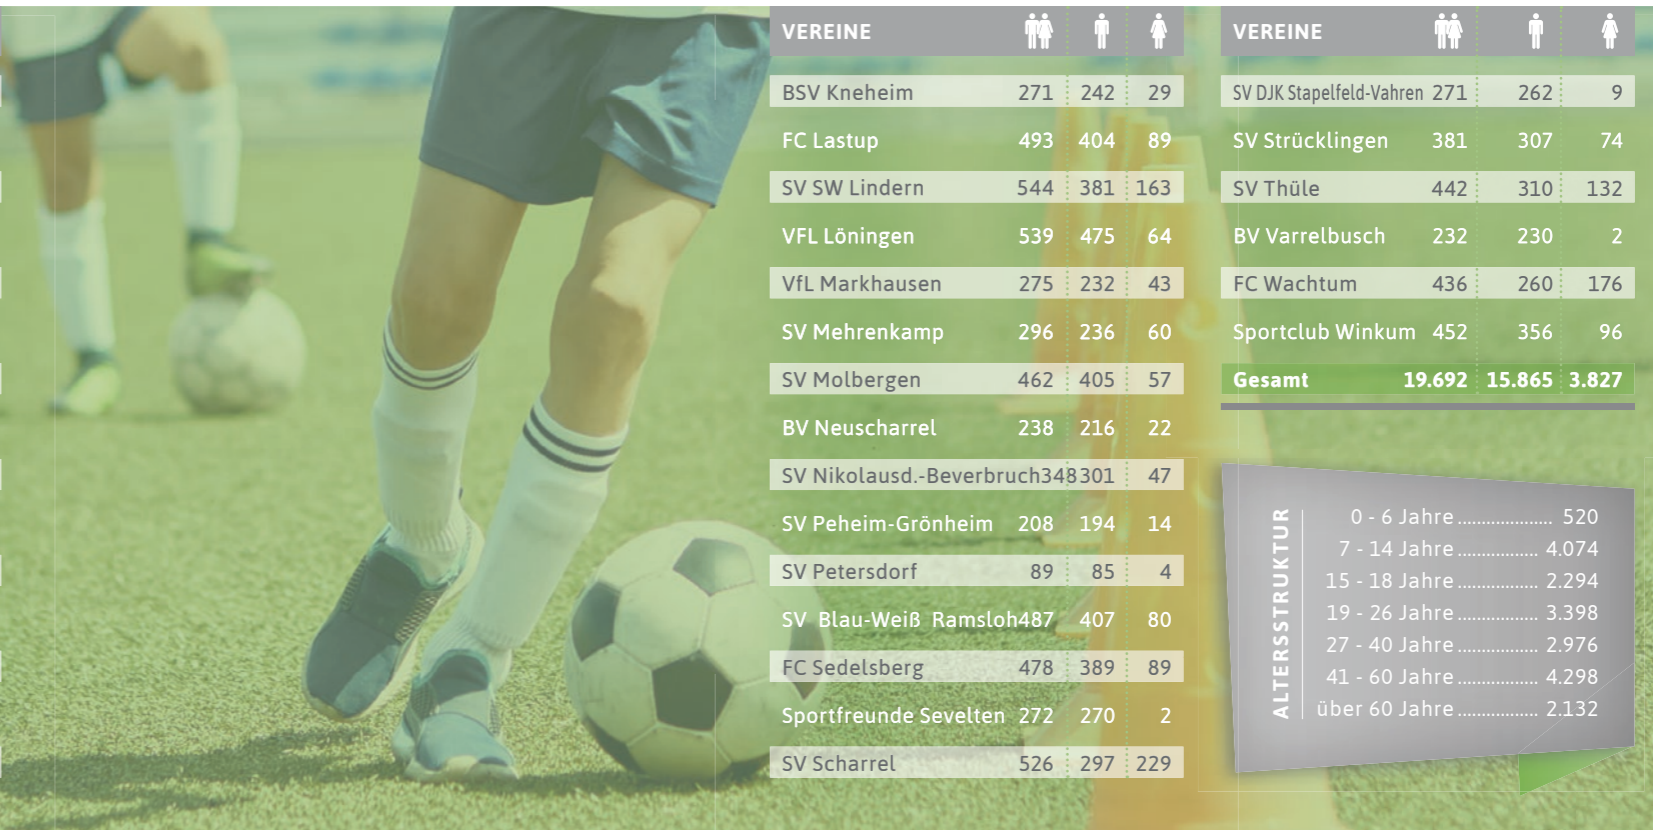 VEREINE
BSV Kneheim 271 242 29
FC Lastup 493 404 89
SV SW Lindern 544 381 163
VFL Löningen 539 475 64
VfL Markhausen 275 232 43
SV Mehrenkamp 296 236 60
SV Molbergen 462 405 57
BV Neuscharrel 238 216 22
SV Nikolausd.-Beverbruch348301 47
SV Peheim-Grönheim 208 194 14
SV Petersdorf 89 85 4
SV Blau-Weiß Ramsloh487 407 80
FC Sedelsberg 478 389 89
Sportfreunde Sevelten 272 270 2
SV Scharrel 526 297 229
VEREINE
SV DJK Stapelfeld-Vahren 271 262 9
SV Strücklingen 381 307 74
SV Thüle 442 310 132
BV Varrelbusch 232 230 2
FC Wachtum 436 260 176
Sportclub Winkum 452 356 96
Gesamt 19.692 15.865 3.827
ALTERSSTRUKTUR
0 - 6 Jahre................... 520
7 - 14 Jahre................ 4.074
15 - 18 Jahre................ 2.294
19 - 26 Jahre................ 3.398
27 - 40 Jahre................ 2.976
41 - 60 Jahre................ 4.298
über 60 Jahre................ 2.132